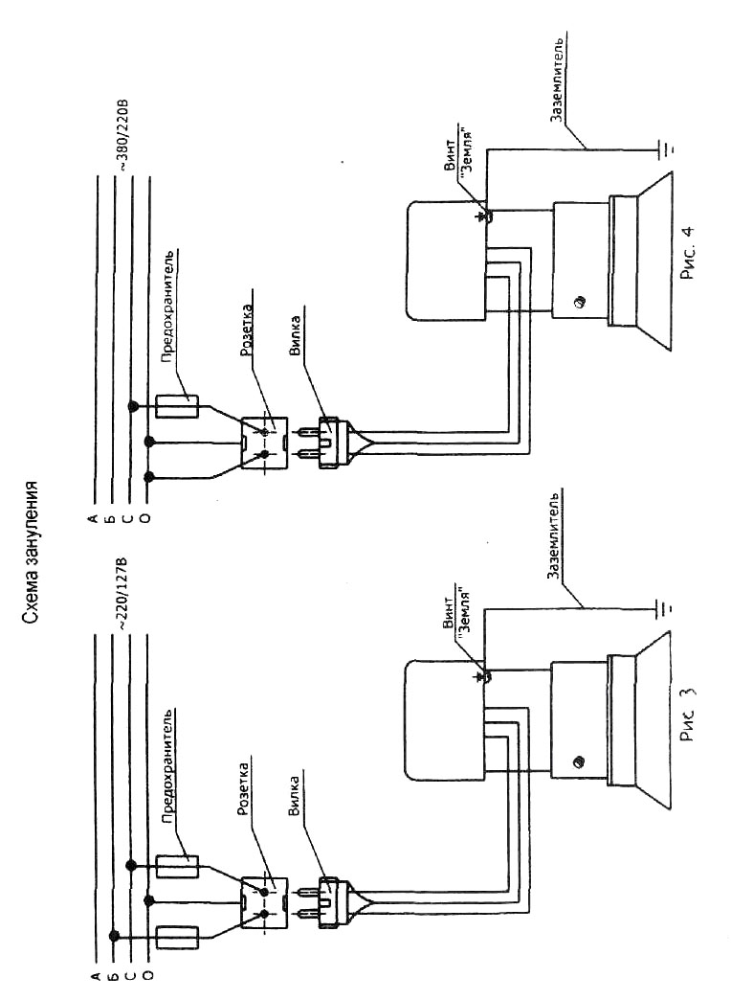 Схема зануления
~220/127В
А
Б
С
О
Предохранитель
Розетка
Вилка
Винт
"Земля"
Заземлитель
Рис 3
~380/220В
А
Б
С
О
Предохранитель
Розетка
Вилка
Винт
"Земля"
Заземлитель
Рис. 4